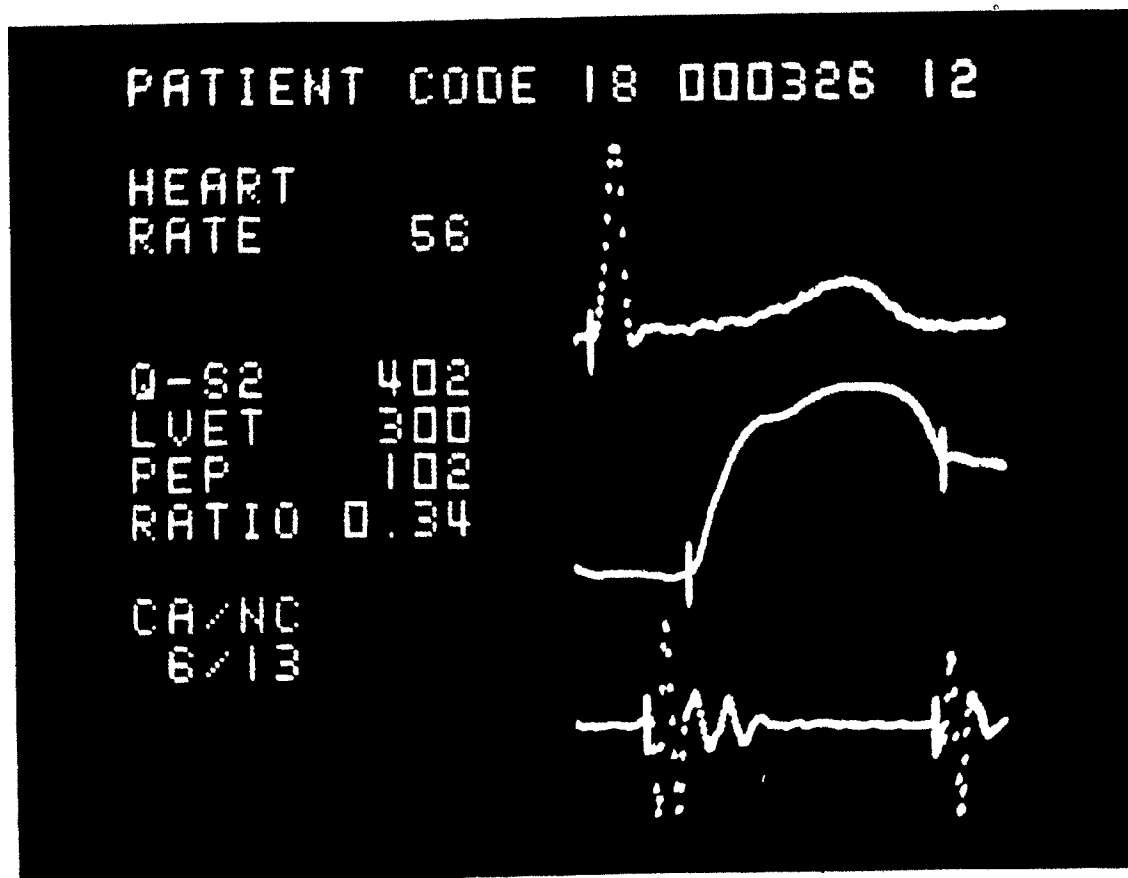 PATIENT CODE 18 000326 12
HEART
RATE 56
Q-S2 402
LVET 300
PEP 102
RATIO 0.34
CA/NC
6/13